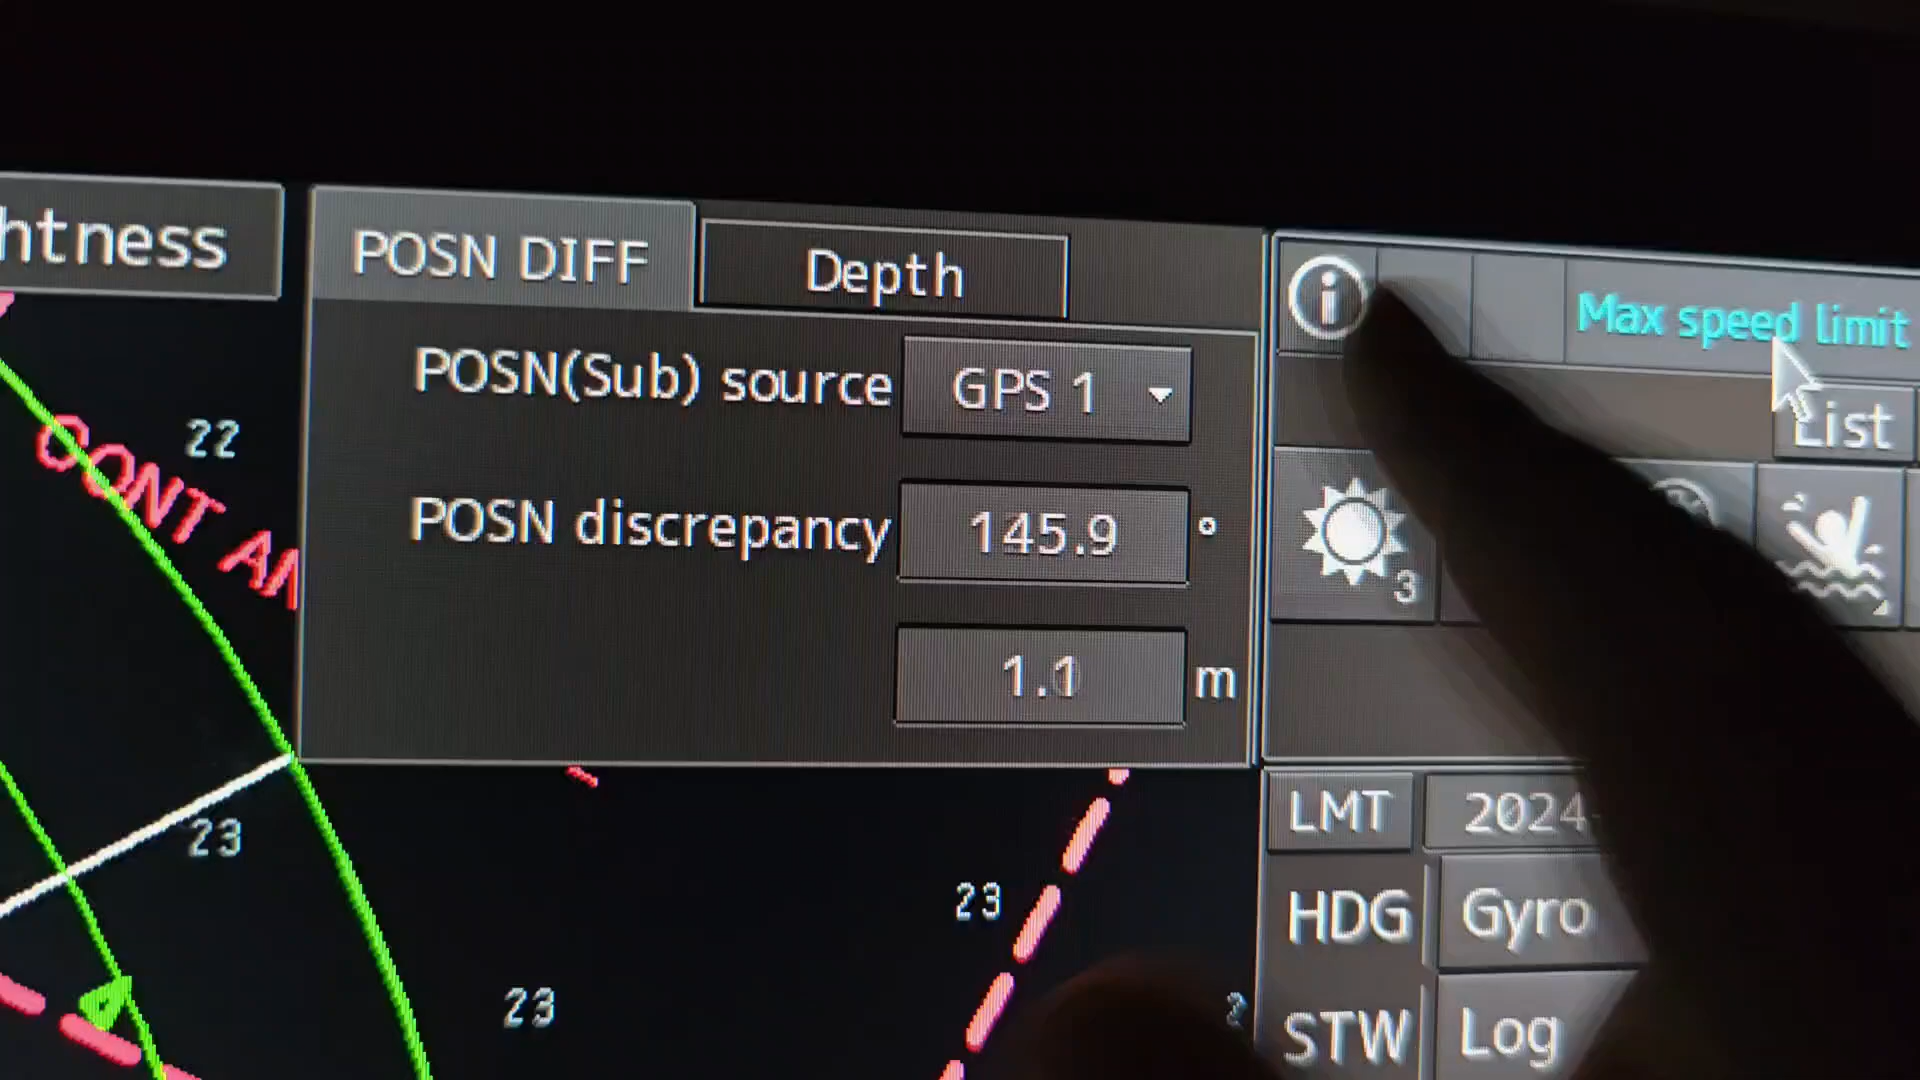 htness
POSN DIFF
Depth
POSN(Sub) source
GPS 1
POSN discrepancy
145.9 °
1.1 m
Max speed limit
List
3
22
CONT AN
23
23
23
LMT
2024-
HDG
Gyro
STW
Log